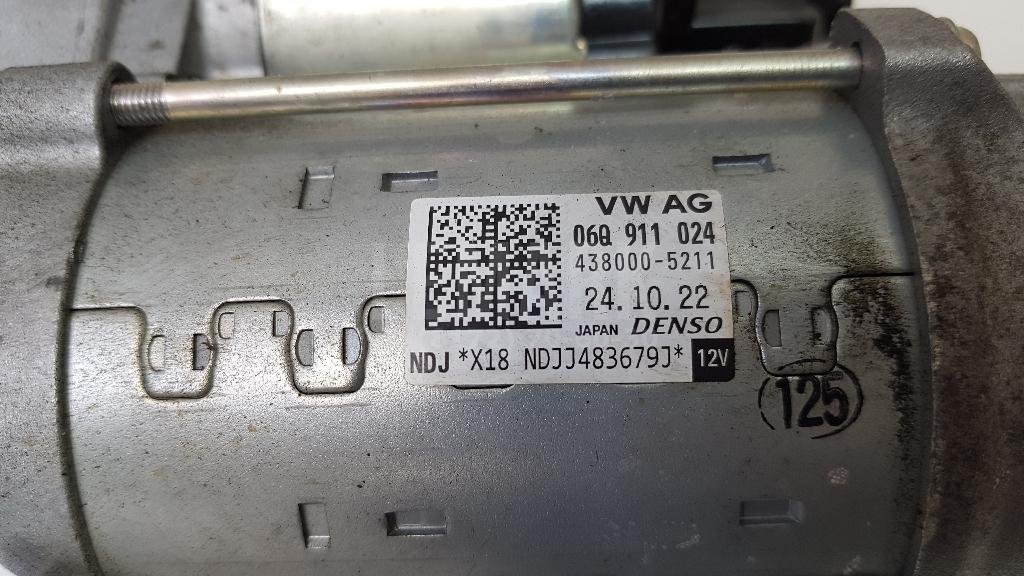 VW AG
06Q 911 024
438000-5211
24.10.22
JAPAN DENSO
NDJ *X18 NDJJ483679J* 12V
125